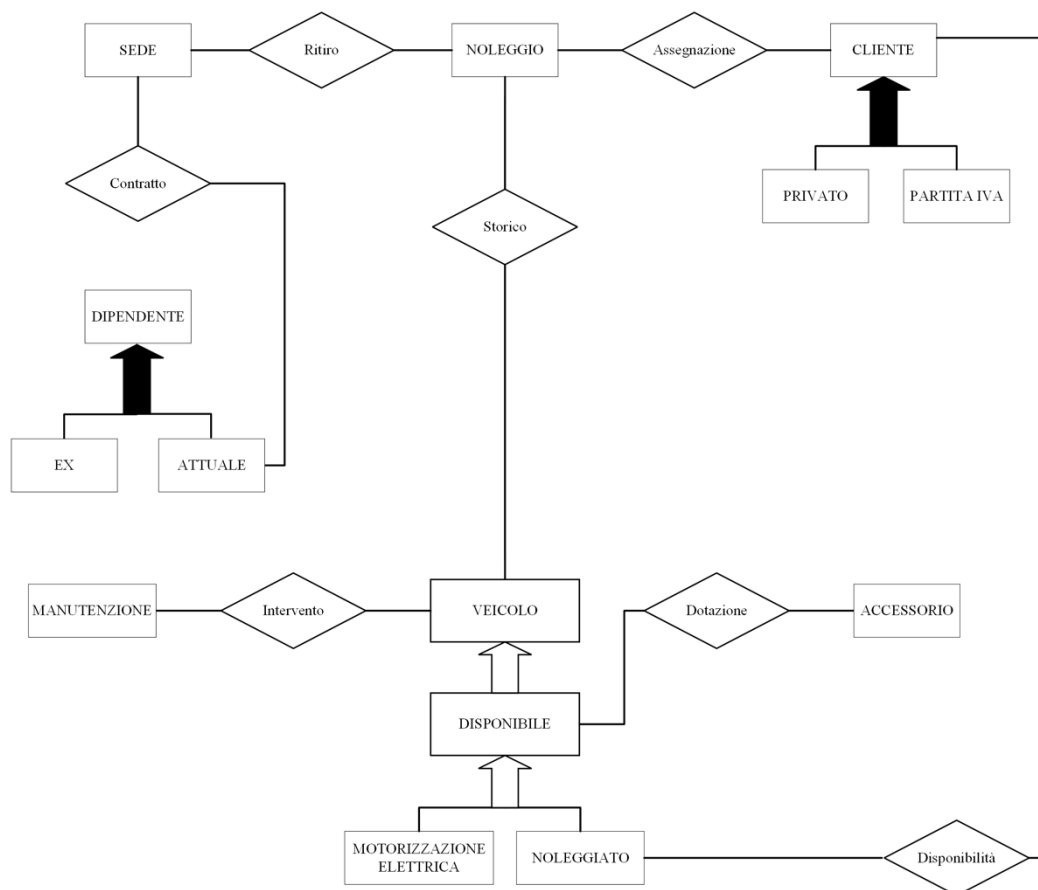 SEDE
Ritiro
NOLEGGIO
Assegnazione
CLIENTE
Contratto
PRIVATO
PARTITA IVA
Storico
DIPENDENTE
EX
ATTUALE
MANUTENZIONE
Intervento
VEICOLO
Dotazione
ACCESSORIO
DISPONIBILE
MOTORIZZAZIONE
ELETTRICA
NOLEGGIATO
Disponibilità